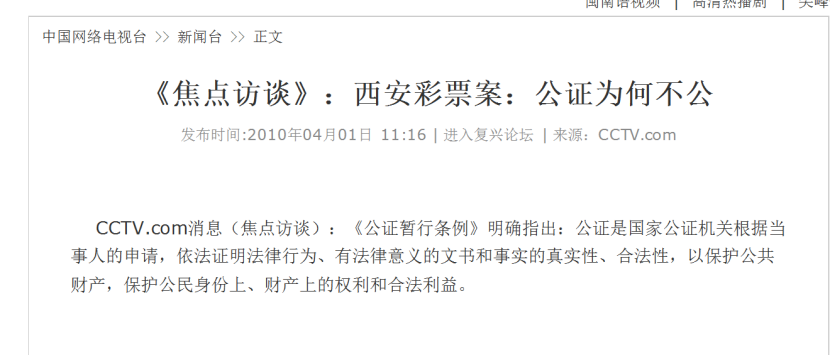 闽南语视频 | 高清热播剧 | 尖峰
中国网络电视台 >> 新闻台 >> 正文
《焦点访谈》：西安彩票案：公证为何不公
发布时间:2010年04月01日 11:16 | 进入复兴论坛 | 来源：CCTV.com
CCTV.com消息（焦点访谈）：《公证暂行条例》明确指出：公证是国家公证机关根据当
事人的申请，依法证明法律行为、有法律意义的文书和事实的真实性、合法性，以保护公共
财产，保护公民身份上、财产上的权利和合法利益。